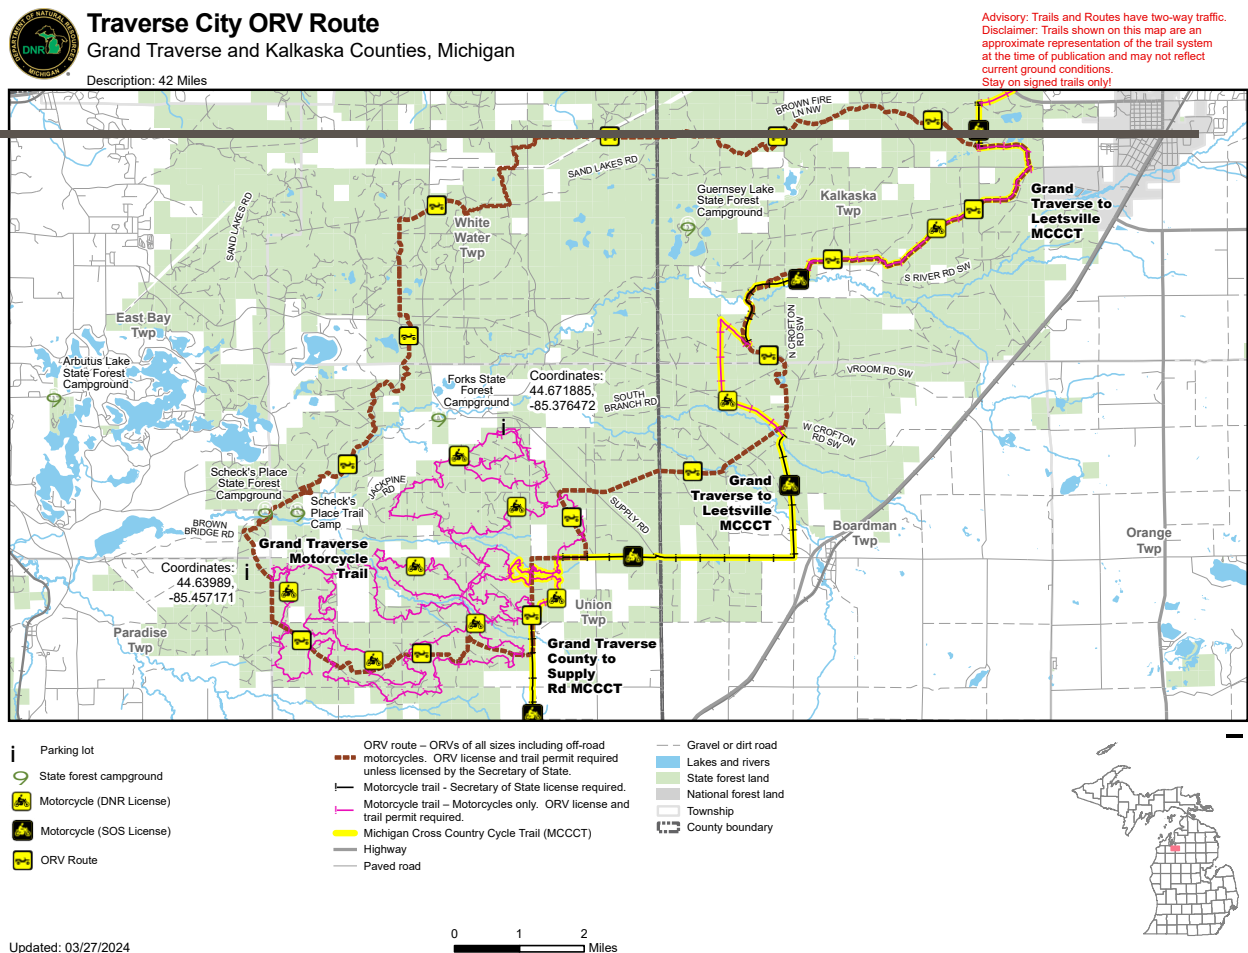 Traverse City ORV Route
Grand Traverse and Kalkaska Counties, Michigan
Description: 42 Miles
DEPARTMENT OF NATURAL RESOURCES
DNR
MICHIGAN
Advisory: Trails and Routes have two-way traffic.
Disclaimer: Trails shown on this map are an
approximate representation of the trail system
at the time of publication and may not reflect
current ground conditions.
Stay on signed trails only!
BROWN FIRE
LN NW
SAND LAKES RD
SAND LAKES RD
Guernsey Lake
State Forest
Campground
Kalkaska
Twp
Grand
Traverse to
Leetsville
MCCCT
White
Water
Twp
S RIVER RD SW
East Bay
Twp
N CROFTON
RD SW
Arbutus Lake
State Forest
Campground
Forks State
Forest
Campground
Coordinates:
44.671885,
-85.376472
VROOM RD SW
SOUTH
BRANCH RD
W CROFTON
RD SW
i
Scheck's Place
State Forest
Campground
JACKPINE
RD
Scheck's
Place Trail
Camp
SUPPLY RD
Grand
Traverse to
Leetsville
MCCCT
BROWN
BRIDGE RD
Boardman
Twp
Orange
Twp
Grand Traverse
Motorcycle
Trail
Coordinates:
44.63989,
-85.457171
i
Union
Twp
Paradise
Twp
Grand Traverse
County to
Supply
Rd MCCCT
i Parking lot
State forest campground
Motorcycle (DNR License)
Motorcycle (SOS License)
ORV Route
ORV route – ORVs of all sizes including off-road
motorcycles. ORV license and trail permit required
unless licensed by the Secretary of State.
Motorcycle trail - Secretary of State license required.
Motorcycle trail – Motorcycles only. ORV license and
trail permit required.
Michigan Cross Country Cycle Trail (MCCCT)
Highway
Paved road
Gravel or dirt road
Lakes and rivers
State forest land
National forest land
Township
County boundary
Updated: 03/27/2024
0 1 2
Miles